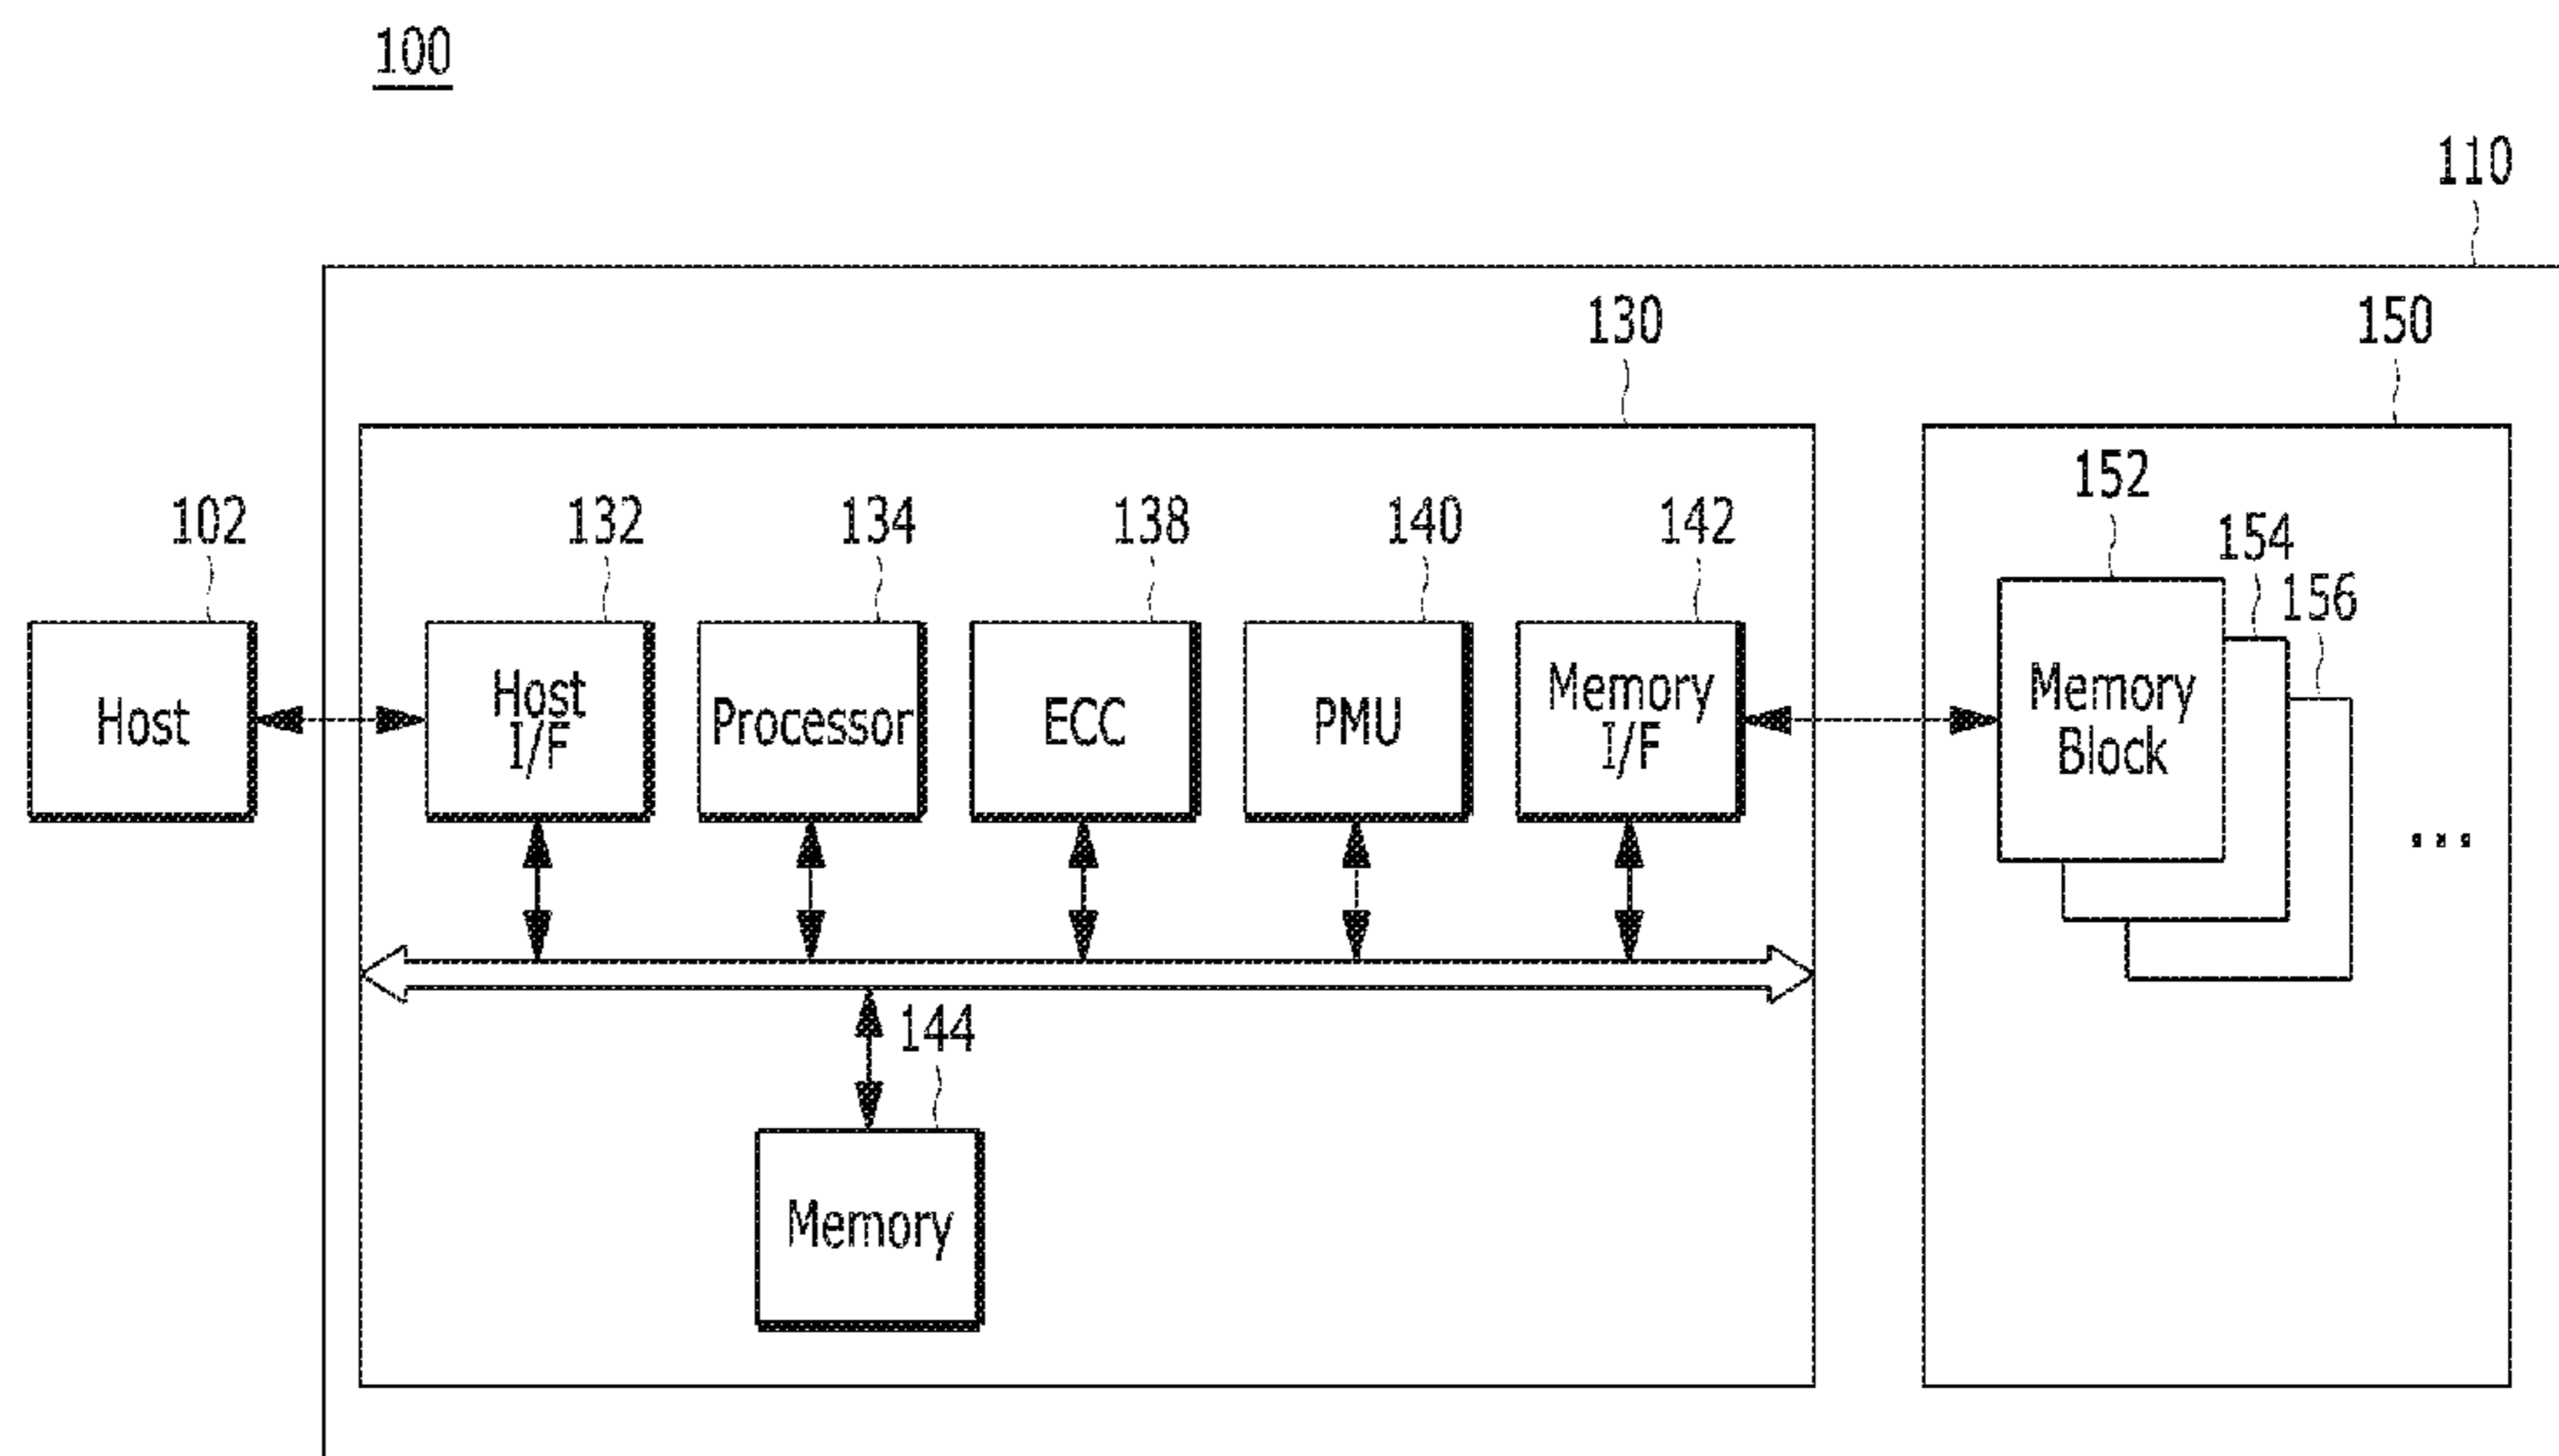 100
110
130
150
152
102
132
134
138
140
142
154
156
Host
Host
I/F
Processor
ECC
PMU
Memory
I/F
Memory
Block
...
144
Memory